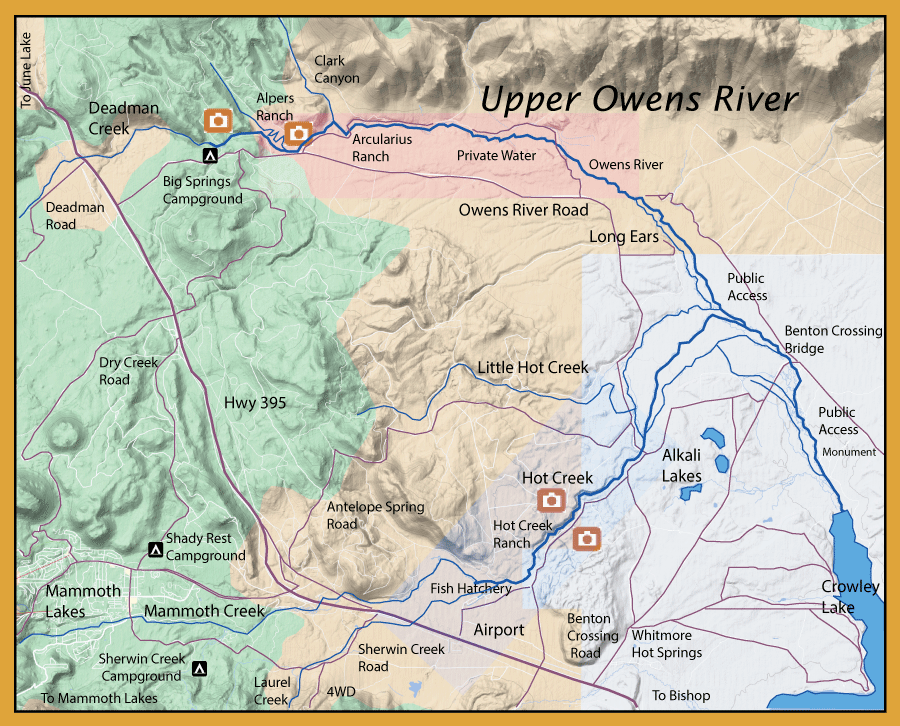 To June Lake
Clark
Canyon
Upper Owens River
Deadman
Creek
Alpers
Ranch
Arcularius
Ranch
Private Water
Owens River
Big Springs
Campground
Deadman
Road
Owens River Road
Long Ears
Public
Access
Benton Crossing
Bridge
Dry Creek
Road
Little Hot Creek
Hwy 395
Public
Access
Monument
Alkali
Lakes
Hot Creek
Antelope Spring
Road
Hot Creek
Ranch
Shady Rest
Campground
Mammoth
Lakes
Mammoth Creek
Fish Hatchery
Crowley
Lake
Airport
Benton
Crossing
Road
Whitmore
Hot Springs
Sherwin Creek
Road
Sherwin Creek
Campground
Laurel
Creek
4WD
To Mammoth Lakes
To Bishop